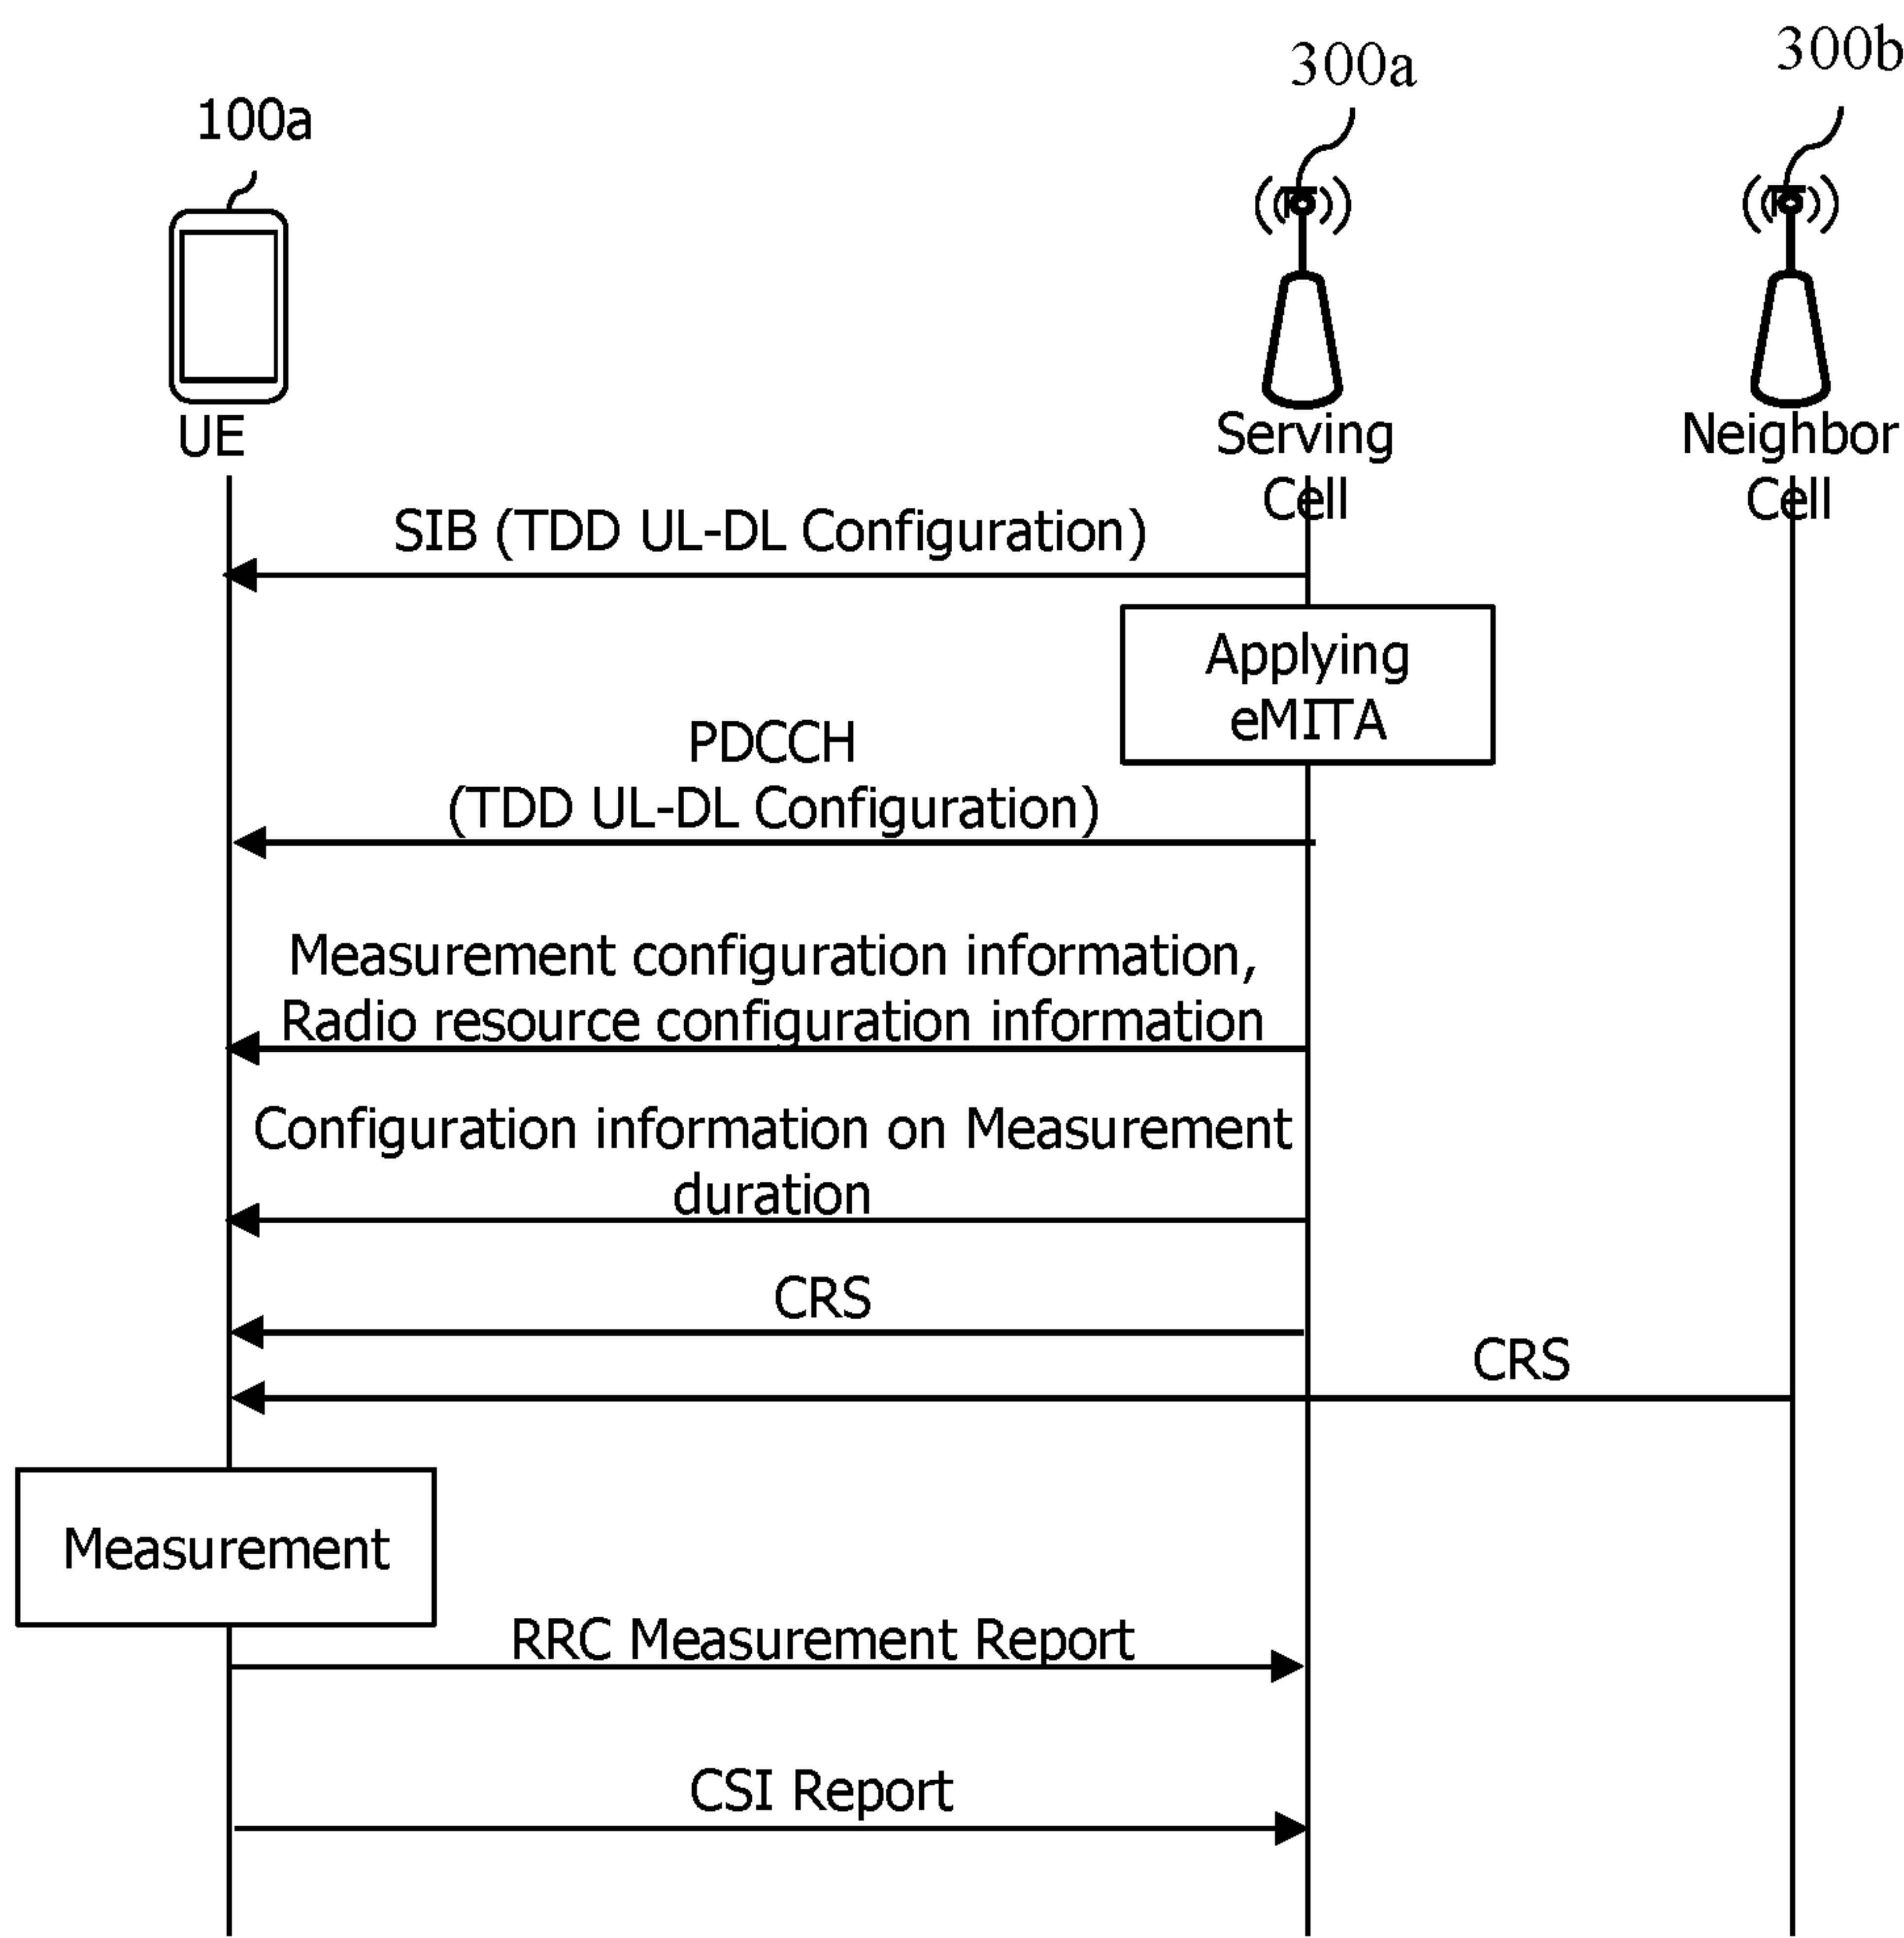 300a
300b
100a
UE
Serving
Cell
Neighbor
Cell
SIB (TDD UL-DL Configuration)
Applying
eMITA
PDCCH
(TDD UL-DL Configuration)
Measurement configuration information,
Radio resource configuration information
Configuration information on Measurement
duration
CRS
CRS
Measurement
RRC Measurement Report
CSI Report